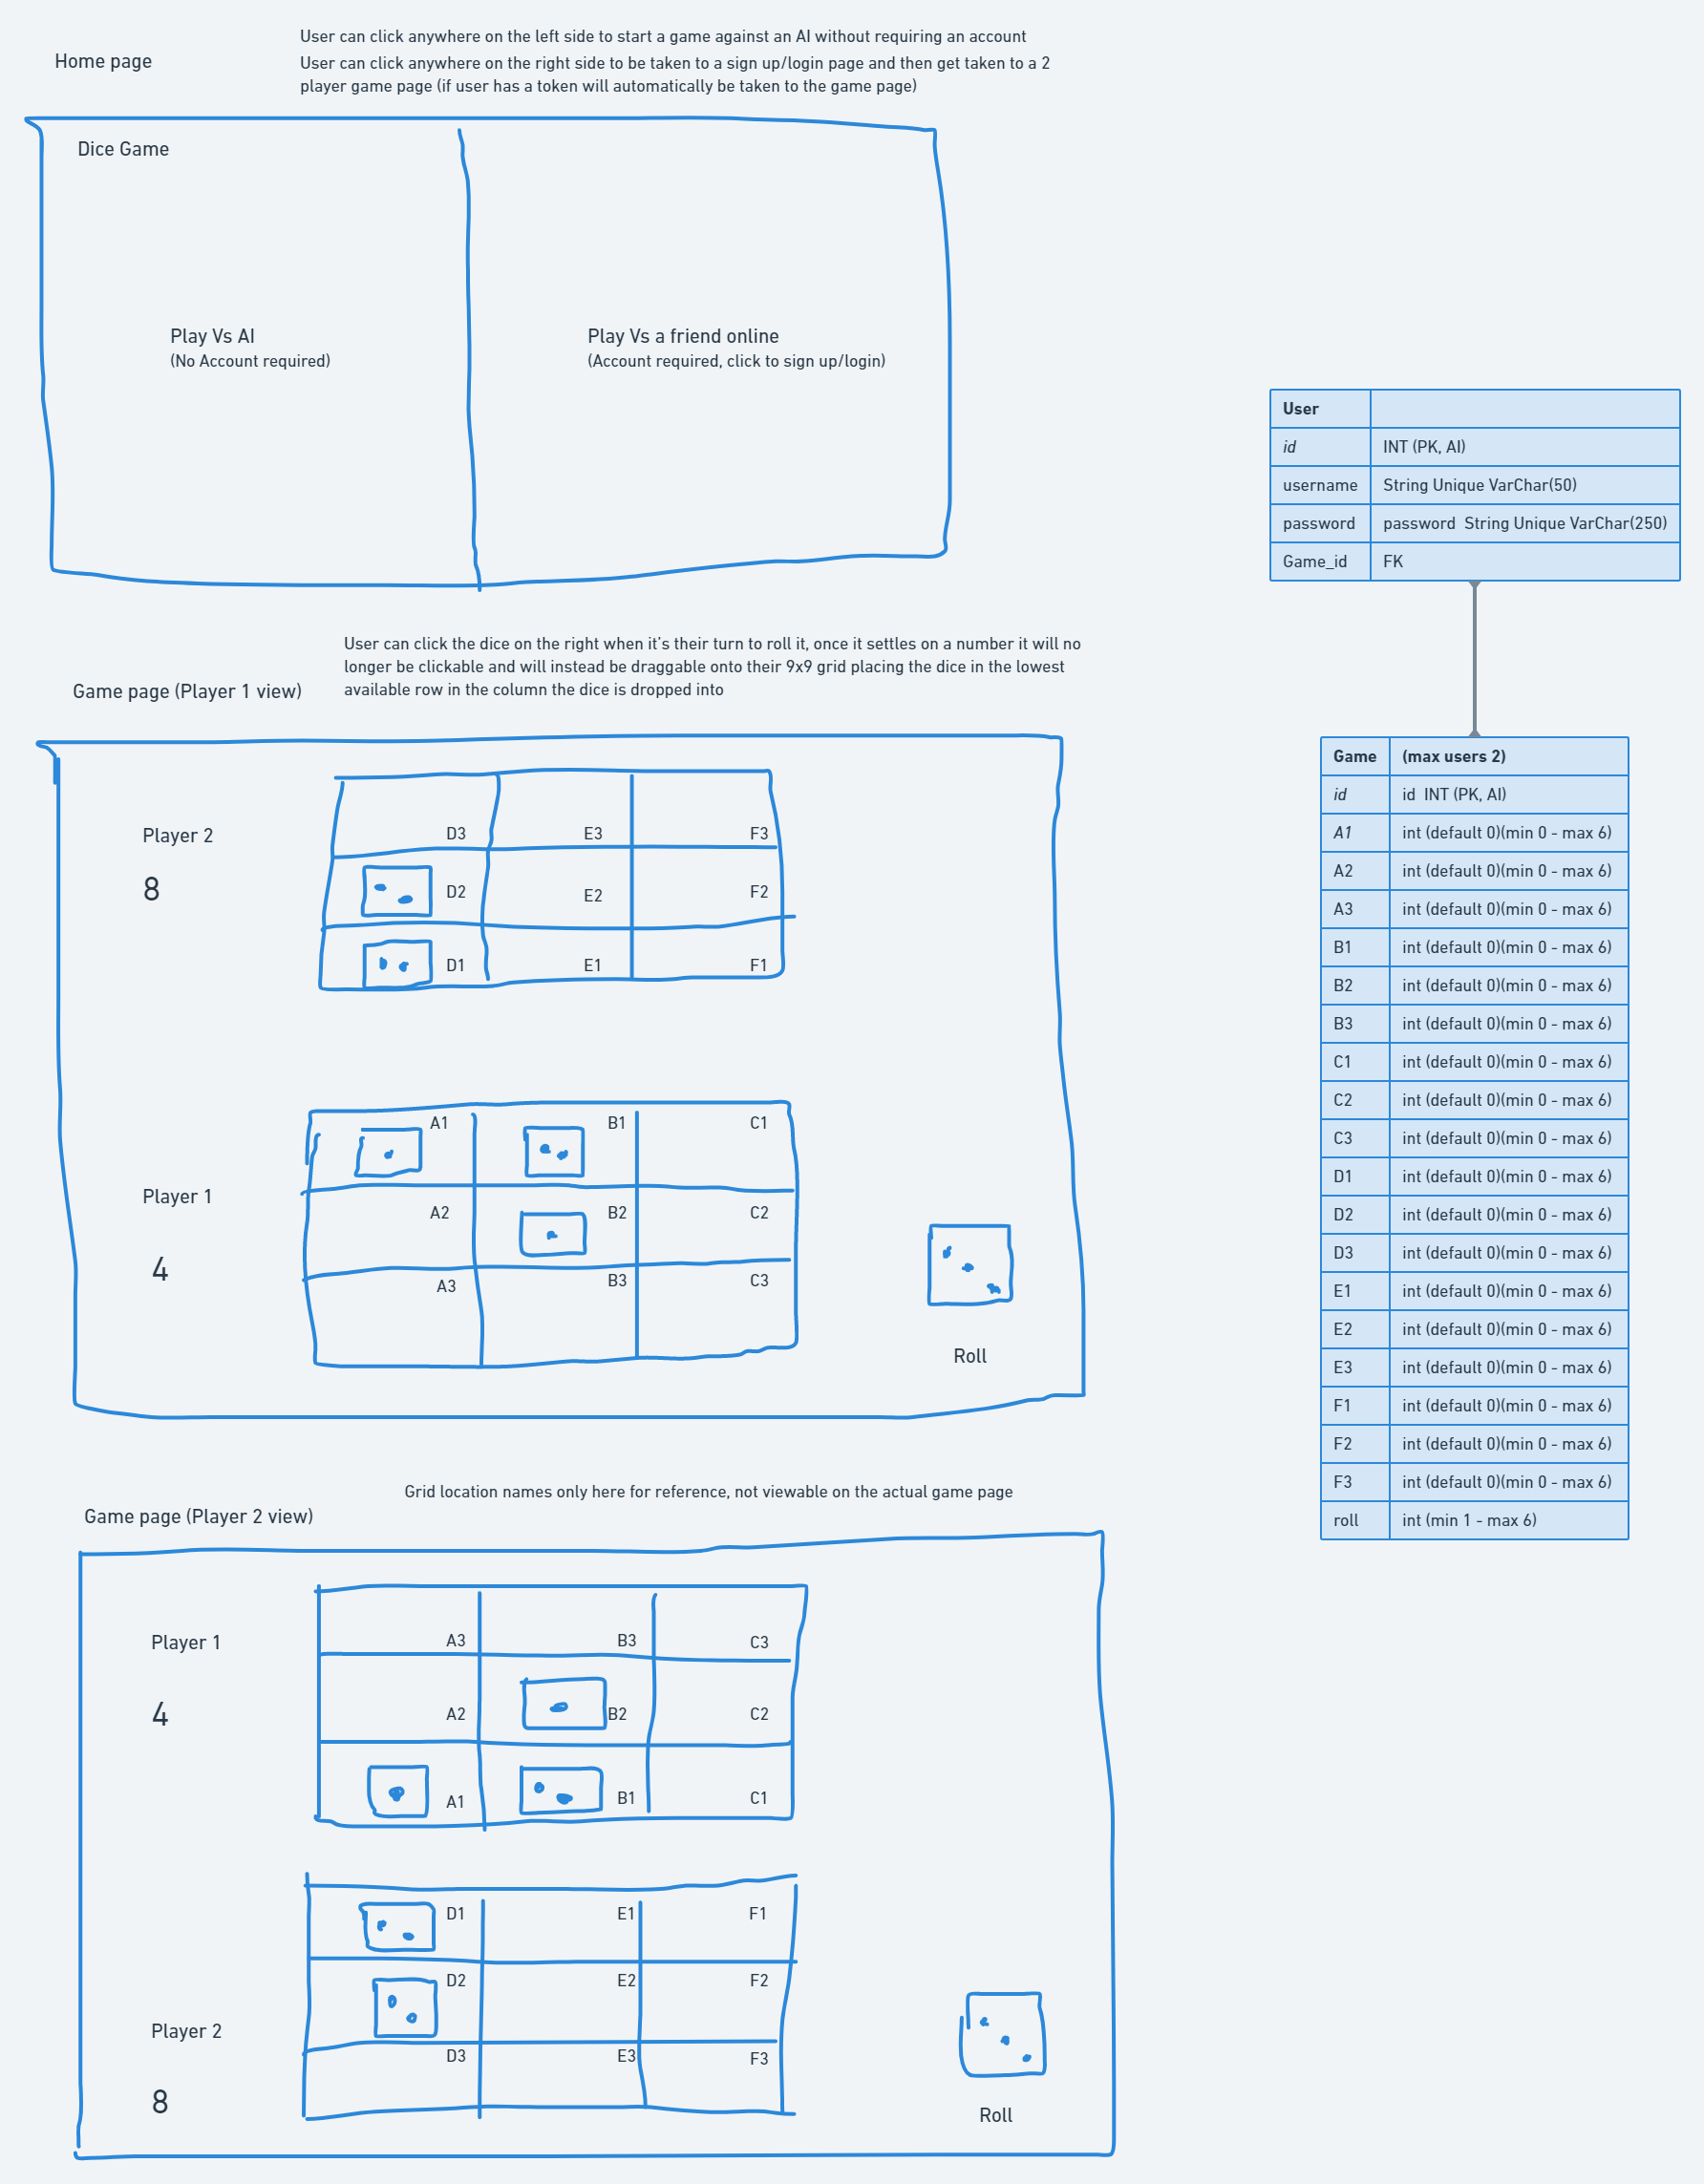 Home page
User can click anywhere on the left side to start a game against an AI without requiring an account
User can click anywhere on the right side to be taken to a sign up/login page and then get taken to a 2
player game page (if user has a token will automatically be taken to the game page)
Dice Game
Play Vs AI
(No Account required)
Play Vs a friend online
(Account required, click to sign up/login)
User
id INT (PK, AI)
username String Unique VarChar(50)
password password String Unique VarChar(250)
Game_id FK
Game page (Player 1 view)
User can click the dice on the right when it's their turn to roll it, once it settles on a number it will no
longer be clickable and will instead be draggable onto their 9x9 grid placing the dice in the lowest
available row in the column the dice is dropped into
Player 2
8
D3 E3 F3
D2 E2 F2
D1 E1 F1
Player 1
4
A1 B1 C1
A2 B2 C2
A3 B3 C3
Roll
Game (max users 2)
id id INT (PK, AI)
A1 int (default 0)(min 0 - max 6)
A2 int (default 0)(min 0 - max 6)
A3 int (default 0)(min 0 - max 6)
B1 int (default 0)(min 0 - max 6)
B2 int (default 0)(min 0 - max 6)
B3 int (default 0)(min 0 - max 6)
C1 int (default 0)(min 0 - max 6)
C2 int (default 0)(min 0 - max 6)
C3 int (default 0)(min 0 - max 6)
D1 int (default 0)(min 0 - max 6)
D2 int (default 0)(min 0 - max 6)
D3 int (default 0)(min 0 - max 6)
E1 int (default 0)(min 0 - max 6)
E2 int (default 0)(min 0 - max 6)
E3 int (default 0)(min 0 - max 6)
F1 int (default 0)(min 0 - max 6)
F2 int (default 0)(min 0 - max 6)
F3 int (default 0)(min 0 - max 6)
roll int (min 1 - max 6)
Game page (Player 2 view)
Grid location names only here for reference, not viewable on the actual game page
Player 1
4
A3 B3 C3
A2 B2 C2
A1 B1 C1
Player 2
8
D1 E1 F1
D2 E2 F2
D3 E3 F3
Roll